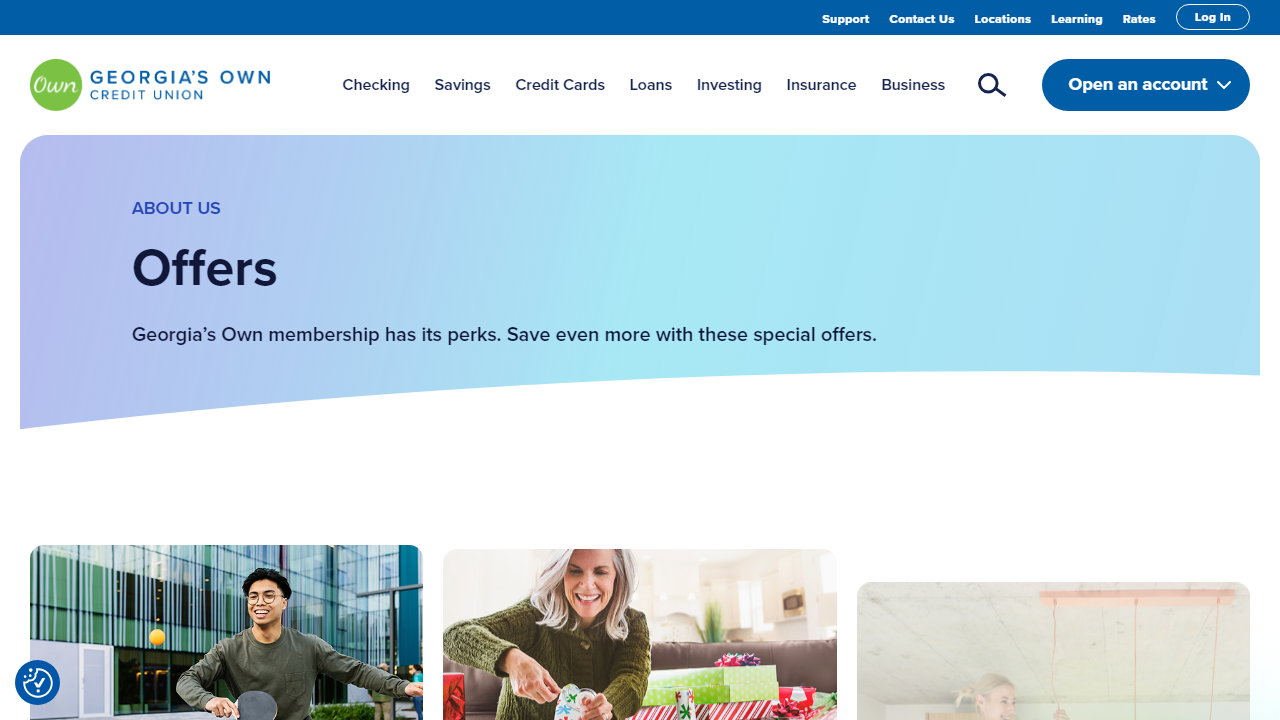 Support Contact Us Locations Learning Rates Log In
Own GEORGIA'S OWN
CREDIT UNION
Checking Savings Credit Cards Loans Investing Insurance Business Open an account
ABOUT US
Offers
Georgia’s Own membership has its perks. Save even more with these special offers.